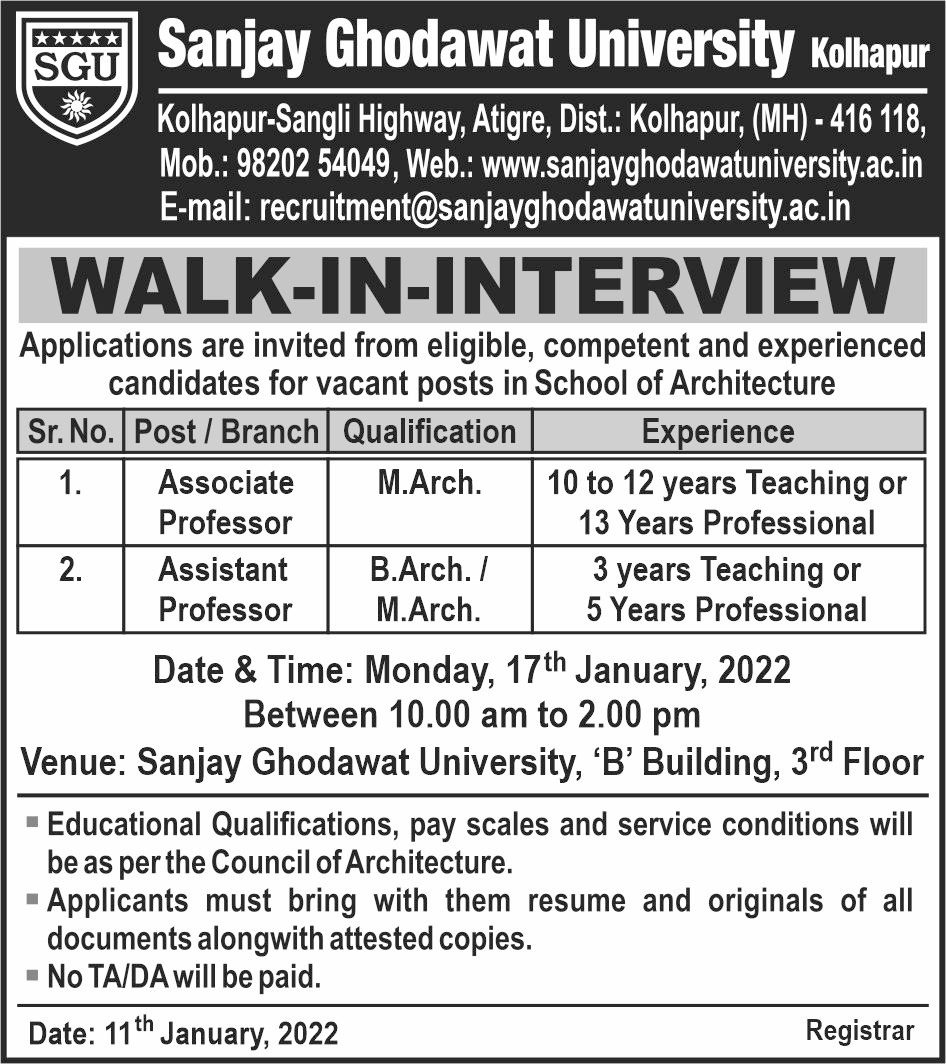 ★★★★★
SGU
Sanjay Ghodawat University Kolhapur
Kolhapur-Sangli Highway, Atigre, Dist.: Kolhapur, (MH) - 416 118,
Mob.: 98202 54049, Web.: www.sanjayghodawatuniversity.ac.in
E-mail: recruitment@sanjayghodawatuniversity.ac.in
WALK-IN-INTERVIEW
Applications are invited from eligible, competent and experienced
candidates for vacant posts in School of Architecture
Sr. No. Post / Branch Qualification Experience
1. Associate M.Arch. 10 to 12 years Teaching or
Professor 13 Years Professional
2. Assistant B.Arch. / 3 years Teaching or
Professor M.Arch. 5 Years Professional
Date & Time: Monday, 17th January, 2022
Between 10.00 am to 2.00 pm
Venue: Sanjay Ghodawat University, ‘B’ Building, 3rd Floor
▪ Educational Qualifications, pay scales and service conditions will
be as per the Council of Architecture.
▪ Applicants must bring with them resume and originals of all
documents alongwith attested copies.
▪ No TA/DA will be paid.
Date: 11th January, 2022 Registrar